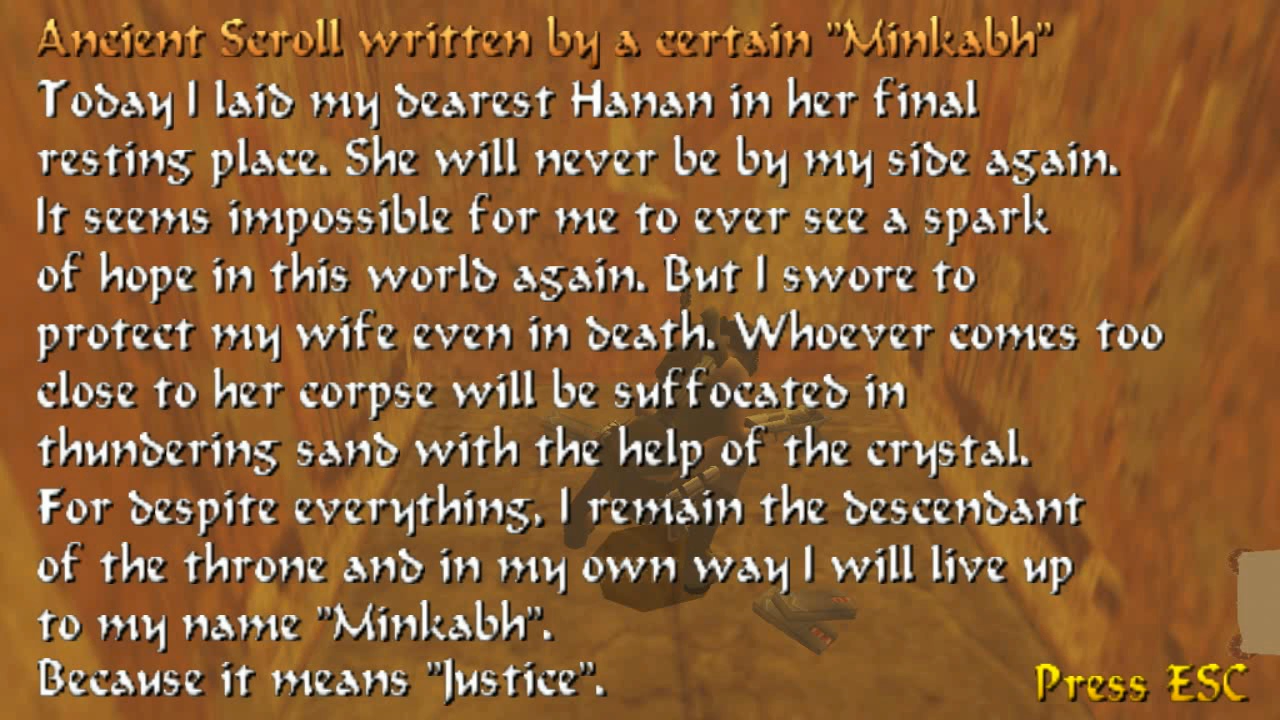 Ancient Scroll written by a certain "Minkabh"
Today I laid my dearest Hanan in her final
resting place. She will never be by my side again.
It seems impossible for me to ever see a spark
of hope in this world again. But I swore to
protect my wife even in death. Whoever comes too
close to her corpse will be suffocated in
thundering sand with the help of the crystal.
For despite everything, I remain the descendant
of the throne and in my own way I will live up
to my name "Minkabh".
Because it means "Justice".
Press ESC